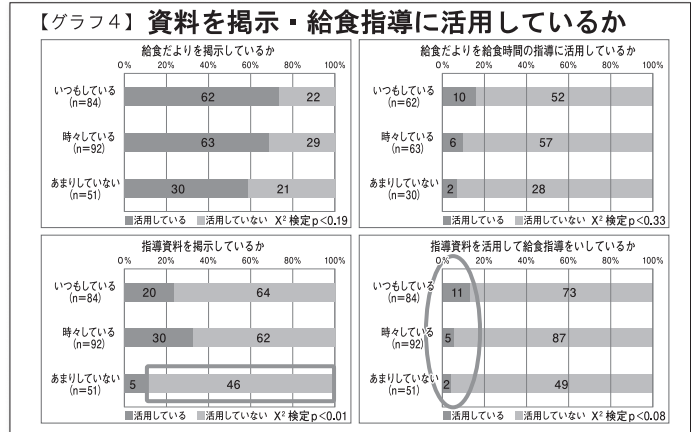 【グラフ4】資料を掲示・給食指導に活用しているか
給食だよりを掲示しているか
0% 20% 40% 60% 80% 100%
いつもしている
(n=84)
62 22
時々している
(n=92)
63 29
あまりしていない
(n=51)
30 21
■活用している ■活用していない X² 検定p<0.19
給食だよりを給食時間の指導に活用しているか
0% 20% 40% 60% 80% 100%
いつもしている
(n=62)
10 52
時々している
(n=63)
6 57
あまりしていない
(n=30)
2 28
■活用している ■活用していない X² 検定p<0.33
指導資料を掲示しているか
0% 20% 40% 60% 80% 100%
いつもしている
(n=84)
20 64
時々している
(n=92)
30 62
あまりしていない
(n=51)
5 46
■活用している ■活用していない X² 検定p<0.01
指導資料を活用して給食指導をいしているか
0% 20% 40% 60% 80% 100%
いつもしている
(n=84)
11 73
時々している
(n=92)
5 87
あまりしていない
(n=51)
2 49
■活用している ■活用していない X² 検定p<0.08